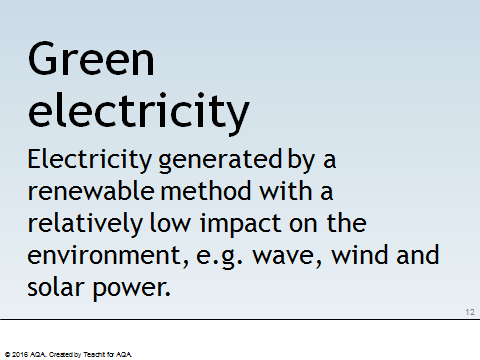 Green
electricity
Electricity generated by a
renewable method with a
relatively low impact on the
environment, e.g. wave, wind and
solar power.
12
© 2016 AQA. Created by Teachit for AQA.